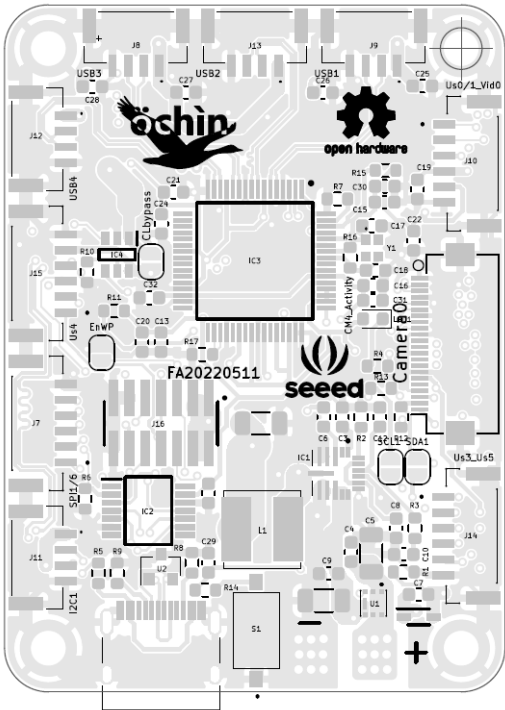 J8
J13
J9
USB3
USB2
USB1
C28
C27
C26
C25
Us0/1_Vid0
öchìn
open hardware
J12
J10
USB4
C21
R15
C30
C19
R7
C24
C15
CLbypass
C17
C22
R16
Y1
R10
IC4
IC3
J15
C18
C32
C16
C31
CM4_Activity
R11
Us4
EnWP
C20
C13
R17
R4
Camera0
FA20220511
seeed
R13
J7
J16
C6
C3
R2
C12
R12
SCL1
SDA1
Us3_Us5
IC1
R6
SPI1/6
IC2
L1
C8
R3
C5
C4
J14
J11
C29
C10
R5
R9
R8
U2
C9
R1
R14
C7
I2C1
S1
U1
+